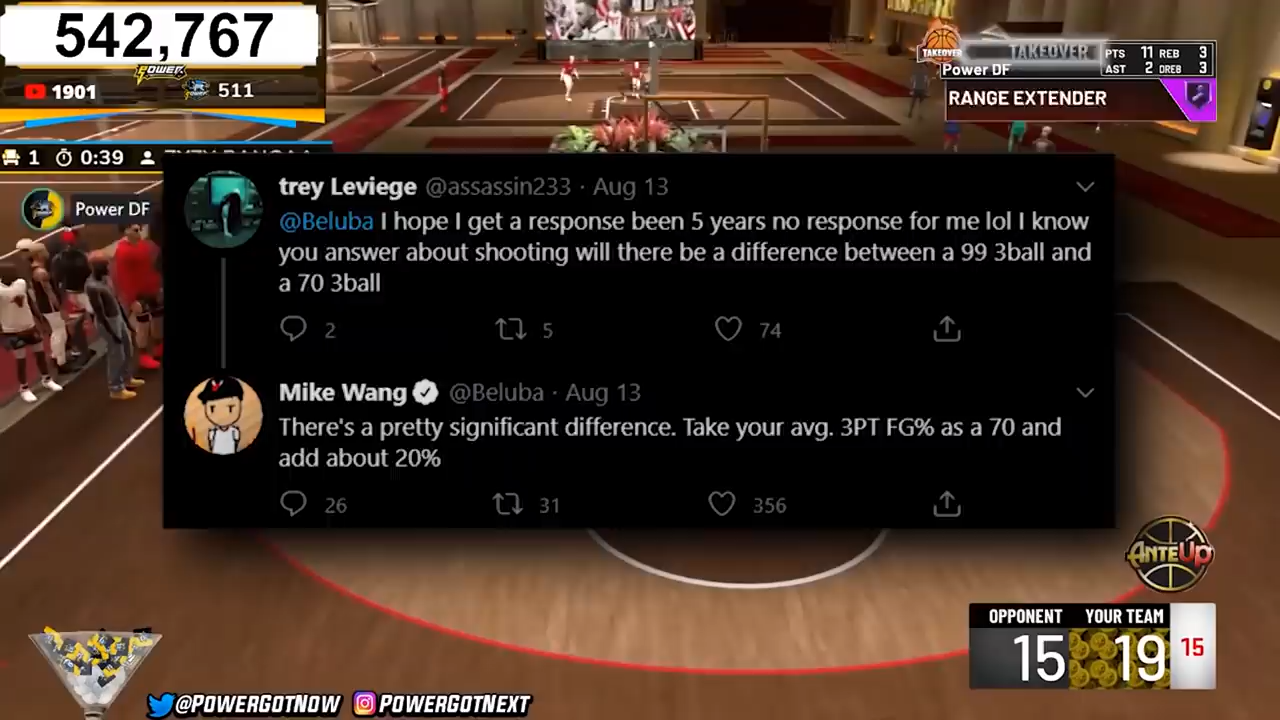 542,767
POWER
1901
511
1 0:39
Power DF
TAKEOVER
TAKEOVER
Power DF
PTS 11 REB 3
AST 2 DREB 3
RANGE EXTENDER
trey Leviege @assassin233 · Aug 13
@Beluba I hope I get a response been 5 years no response for me lol I know
you answer about shooting will there be a difference between a 99 3ball and
a 70 3ball
2 5 74
Mike Wang @Beluba · Aug 13
There's a pretty significant difference. Take your avg. 3PT FG% as a 70 and
add about 20%
26 31 356
ANTEUP
OPPONENT YOUR TEAM
15 19 15
@POWERGOTNOW POWERGOTNEXT